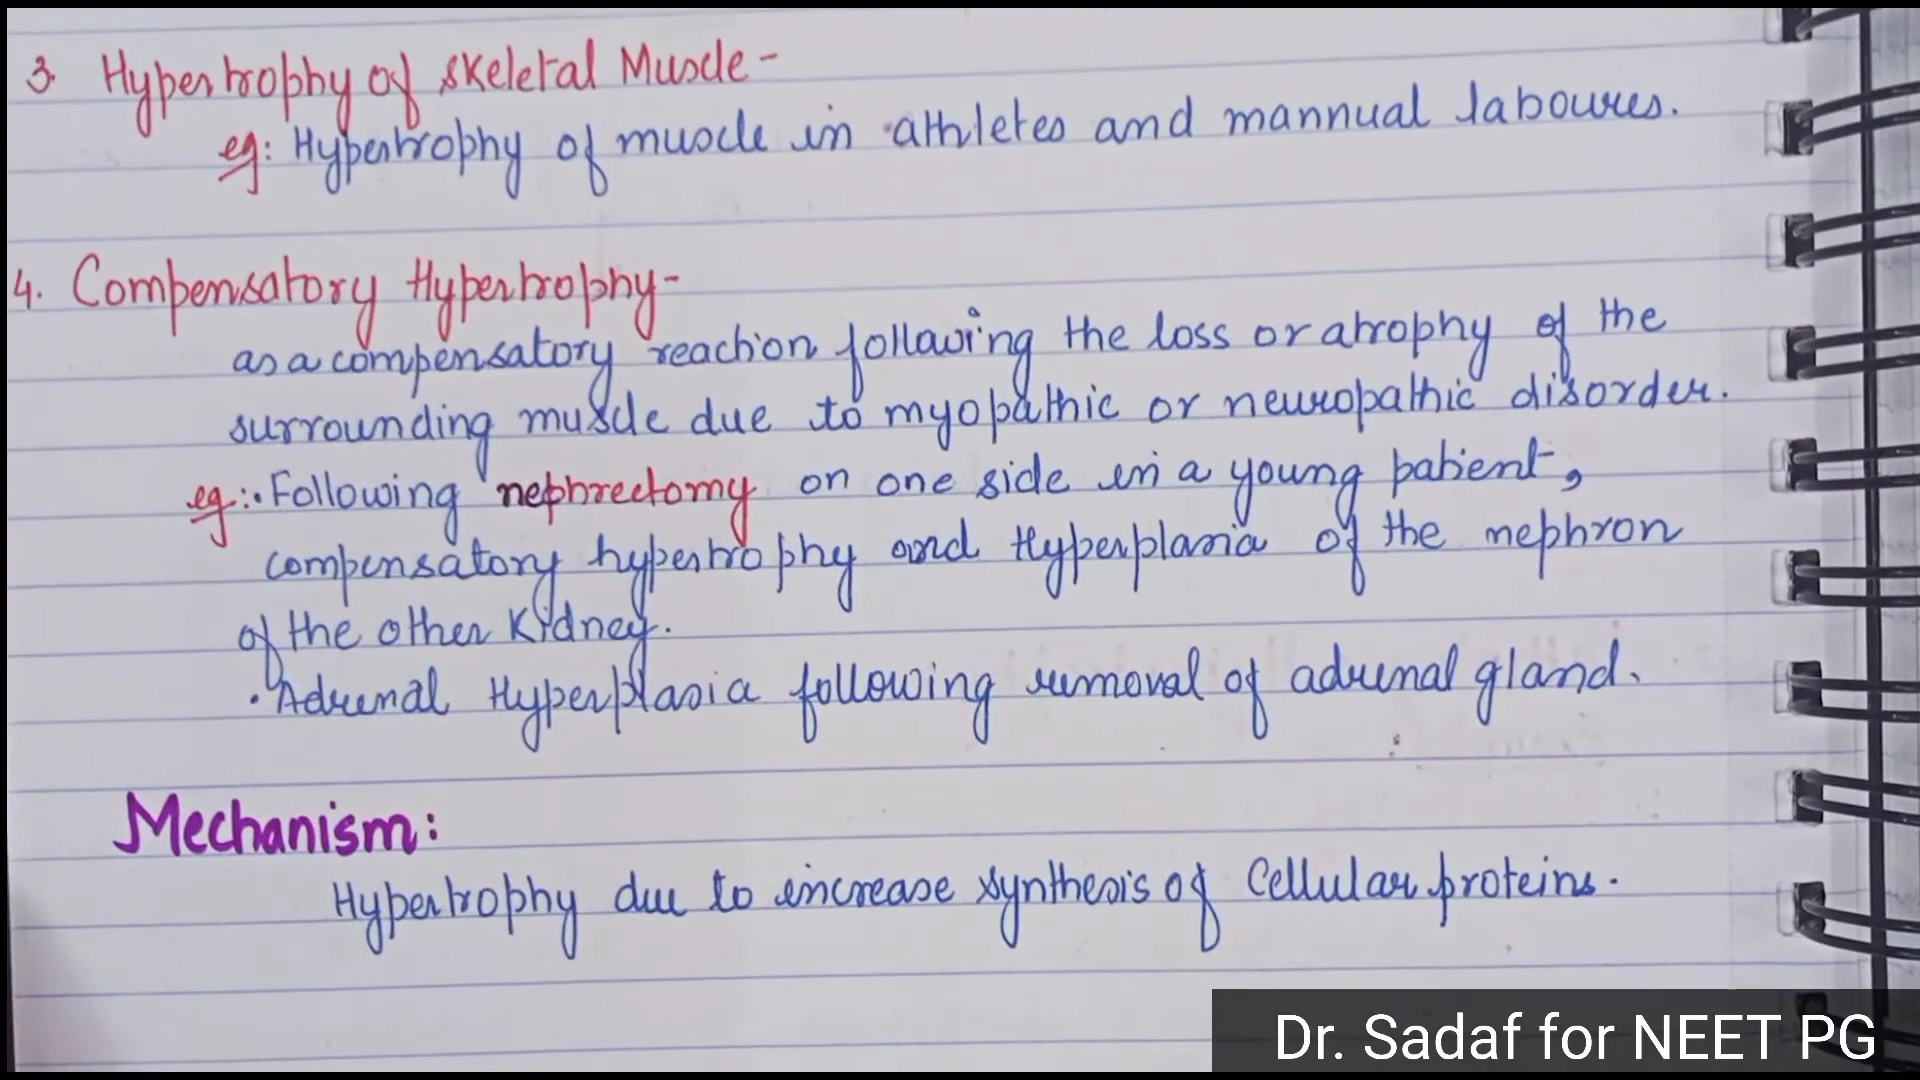 3. Hypertrophy of skeletal Muscle -
eg: Hypertrophy of muscle in athletes and mannual laboures.
4. Compensatory Hypertrophy -
as a compensatory reaction following the loss or atrophy of the
surrounding muscle due to myopathic or neuropathic disorder.
eg:. Following nephrectomy on one side in a young patient,
compensatory hypertrophy and Hyperplasia of the nephron
of the other Kidney.
. Adrenal Hyperplasia following removal of adrenal gland.
Mechanism:
Hypertrophy due to increase synthesis of Cellular proteins.
Dr. Sadaf for NEET PG